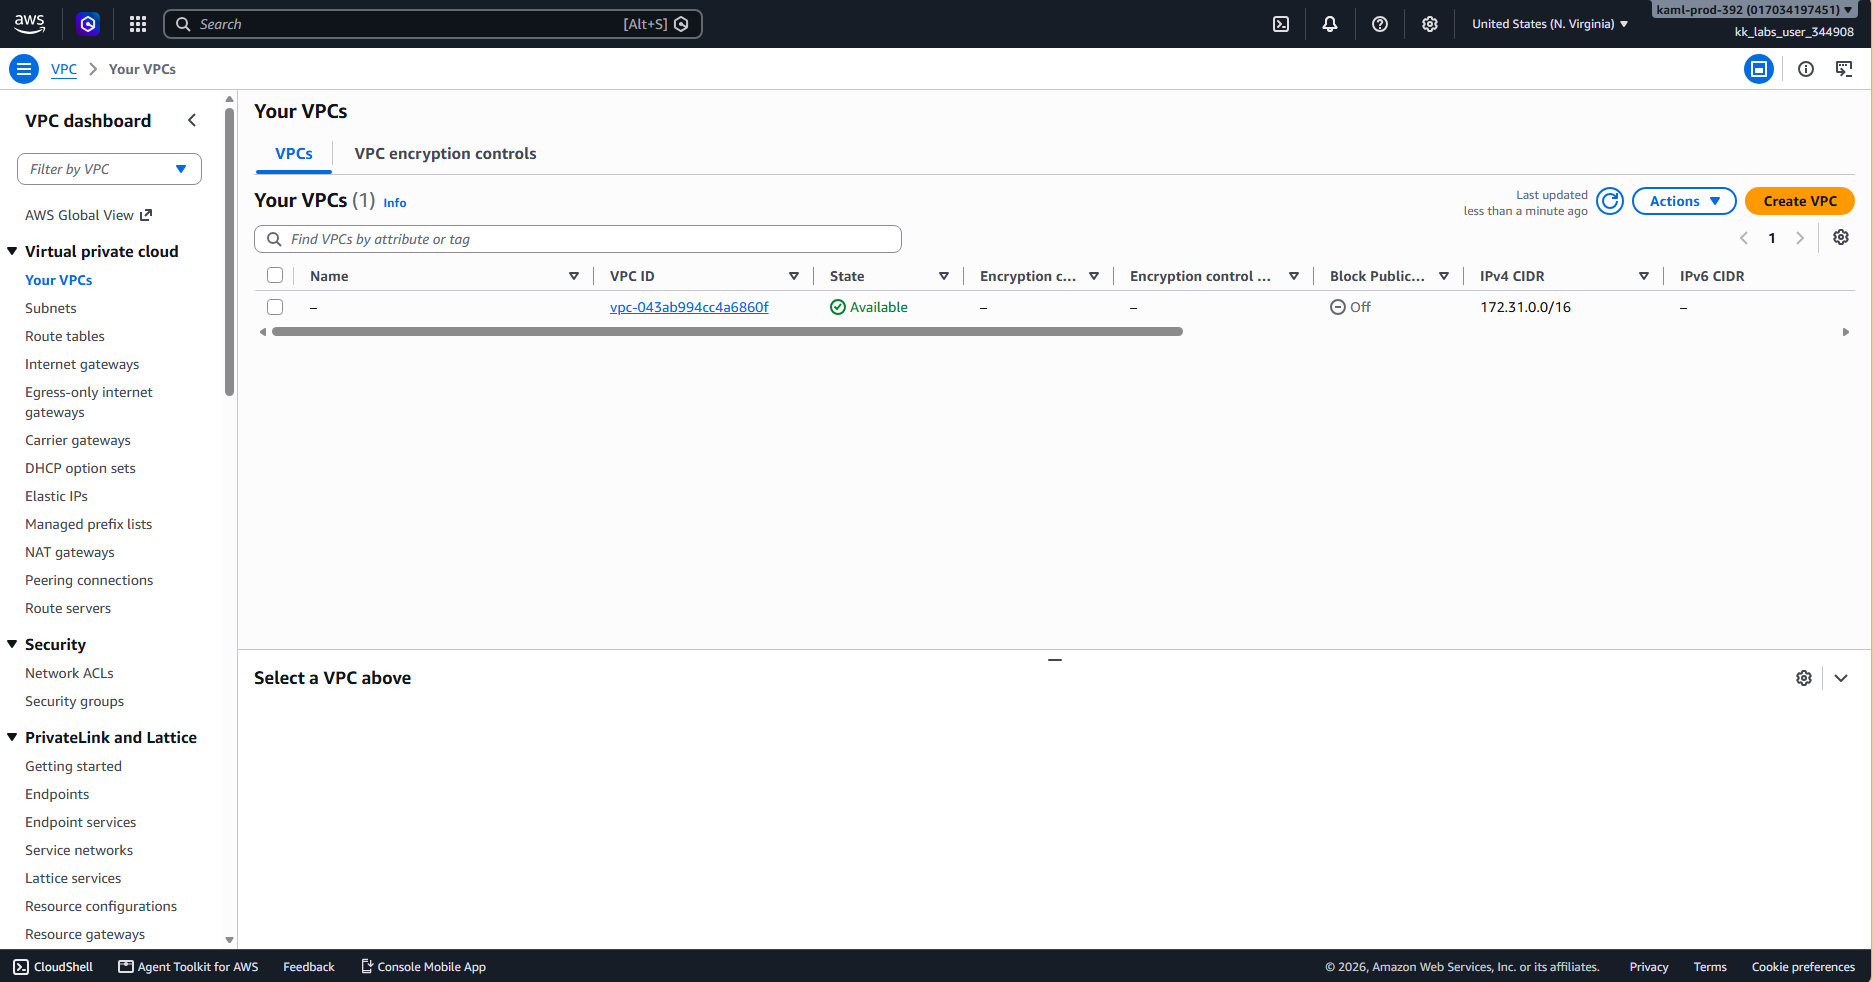 aws
Search
[Alt+S]
United States (N. Virginia)
kaml-prod-392 (017034197451)
kk_labs_user_344908
VPC
Your VPCs
VPC dashboard
Filter by VPC
AWS Global View
Virtual private cloud
Your VPCs
Subnets
Route tables
Internet gateways
Egress-only internet
gateways
Carrier gateways
DHCP option sets
Elastic IPs
Managed prefix lists
NAT gateways
Peering connections
Route servers
Security
Network ACLs
Security groups
PrivateLink and Lattice
Getting started
Endpoints
Endpoint services
Service networks
Lattice services
Resource configurations
Resource gateways
Your VPCs
VPCs
VPC encryption controls
Your VPCs (1) Info
Last updated
less than a minute ago
Actions
Create VPC
Find VPCs by attribute or tag
1
Name VPC ID State Encryption c... Encryption control ... Block Public... IPv4 CIDR IPv6 CIDR
– vpc-043ab994cc4a6860f Available – – Off 172.31.0.0/16 –
Select a VPC above
CloudShell Agent Toolkit for AWS Feedback Console Mobile App
© 2026, Amazon Web Services, Inc. or its affiliates. Privacy Terms Cookie preferences